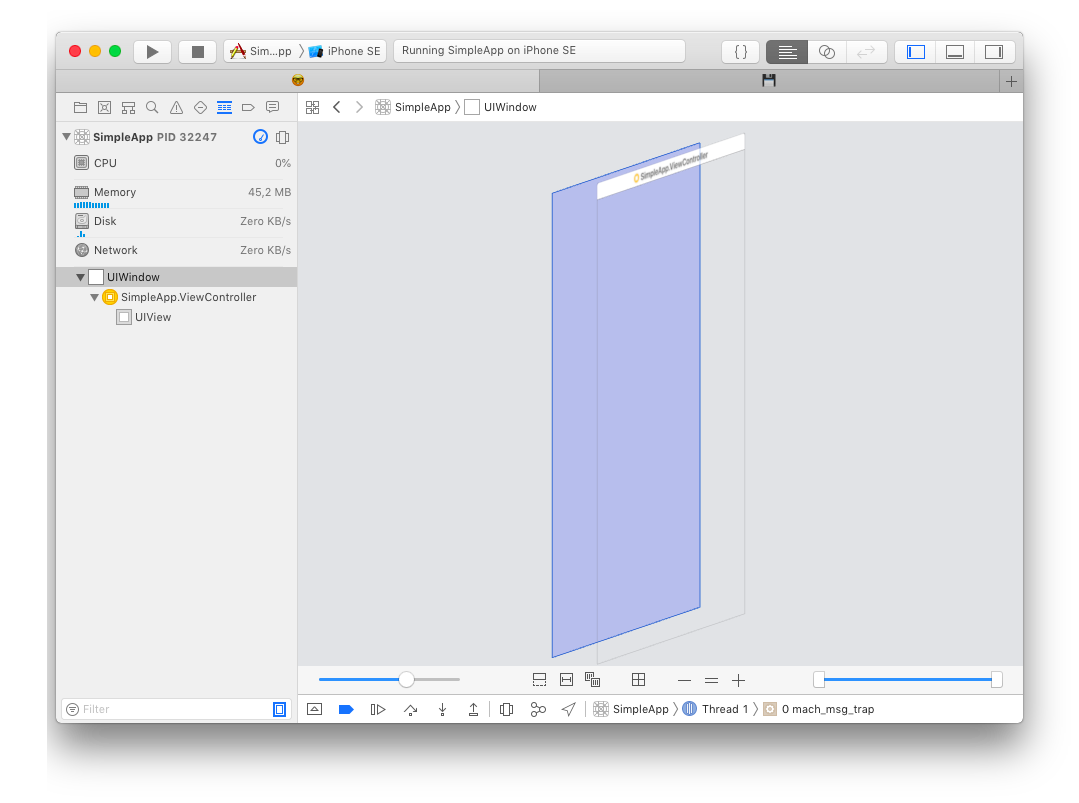 Sim...pp 〉 iPhone SE
Running SimpleApp on iPhone SE
{ }
SimpleApp 〉 UIWindow
SimpleApp PID 32247
CPU 0%
Memory 45,2 MB
Disk Zero KB/s
Network Zero KB/s
UIWindow
SimpleApp.ViewController
UIView
SimpleApp.ViewController
Filter
SimpleApp 〉 Thread 1 〉 0 mach_msg_trap